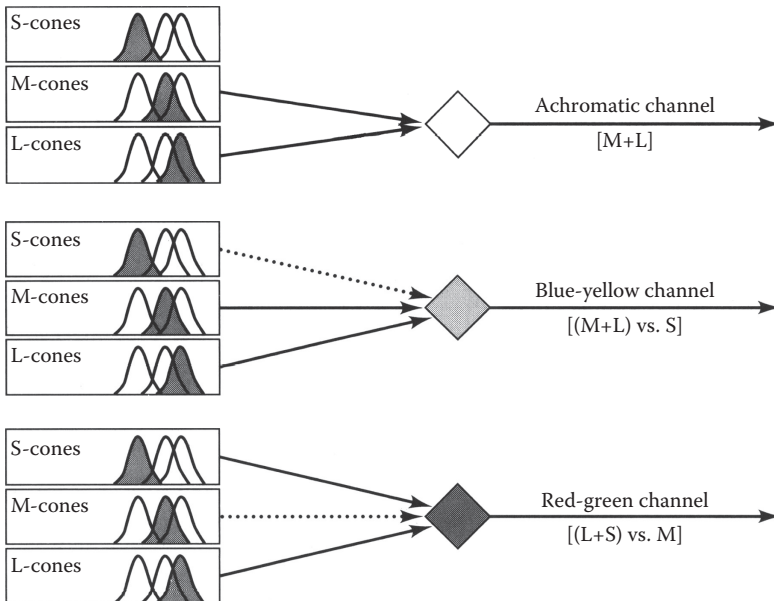 S-cones
M-cones
L-cones
Achromatic channel
[M+L]
S-cones
M-cones
L-cones
Blue-yellow channel
[(M+L) vs. S]
S-cones
M-cones
L-cones
Red-green channel
[(L+S) vs. M]